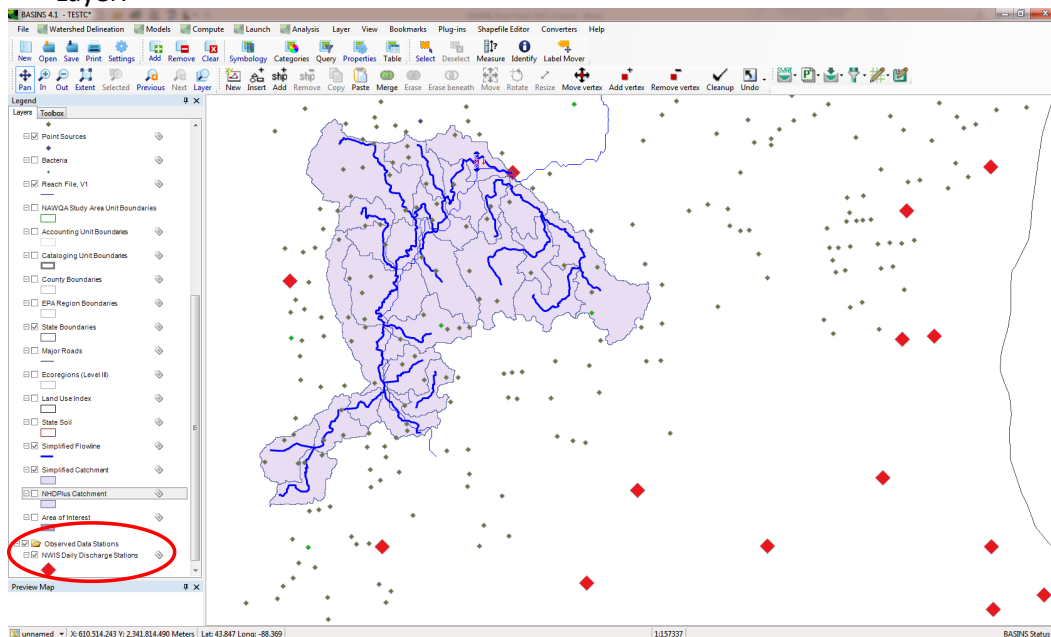 Layer.
BASINS 4.1 - TESTC*
File Watershed Delineation Models Compute Launch Analysis Layer View Bookmarks Plug-ins Shapefile Editor Converters Help
New Open Save Print Settings Add Remove Clear Symbology Categories Query Properties Table Select Deselect Measure Identify Label Mover
Pan In Out Extent Selected Previous Next Layer New Insert Add Remove Copy Paste Merge Erase Erase beneath Move Rotate Resize Move vertex Add vertex Remove vertex Cleanup Undo
Legend
Layers Toolbox
Point Sources
Bacteria
Reach File, V1
NAWQA Study Area Unit Boundaries
Accounting Unit Boundaries
Cataloging Unit Boundaries
County Boundaries
EPA Region Boundaries
State Boundaries
Major Roads
Ecoregions (Level III)
Land Use Index
State Soil
Simplified Flowline
Simplified Catchment
NHDPlus Catchment
Area of Interest
Observed Data Stations
NWIS Daily Discharge Stations
Preview Map
unnamed X: 610,514.243 Y: 2,341,814.490 Meters Lat: 43.847 Long: -88.369 1:157337 BASINS Status